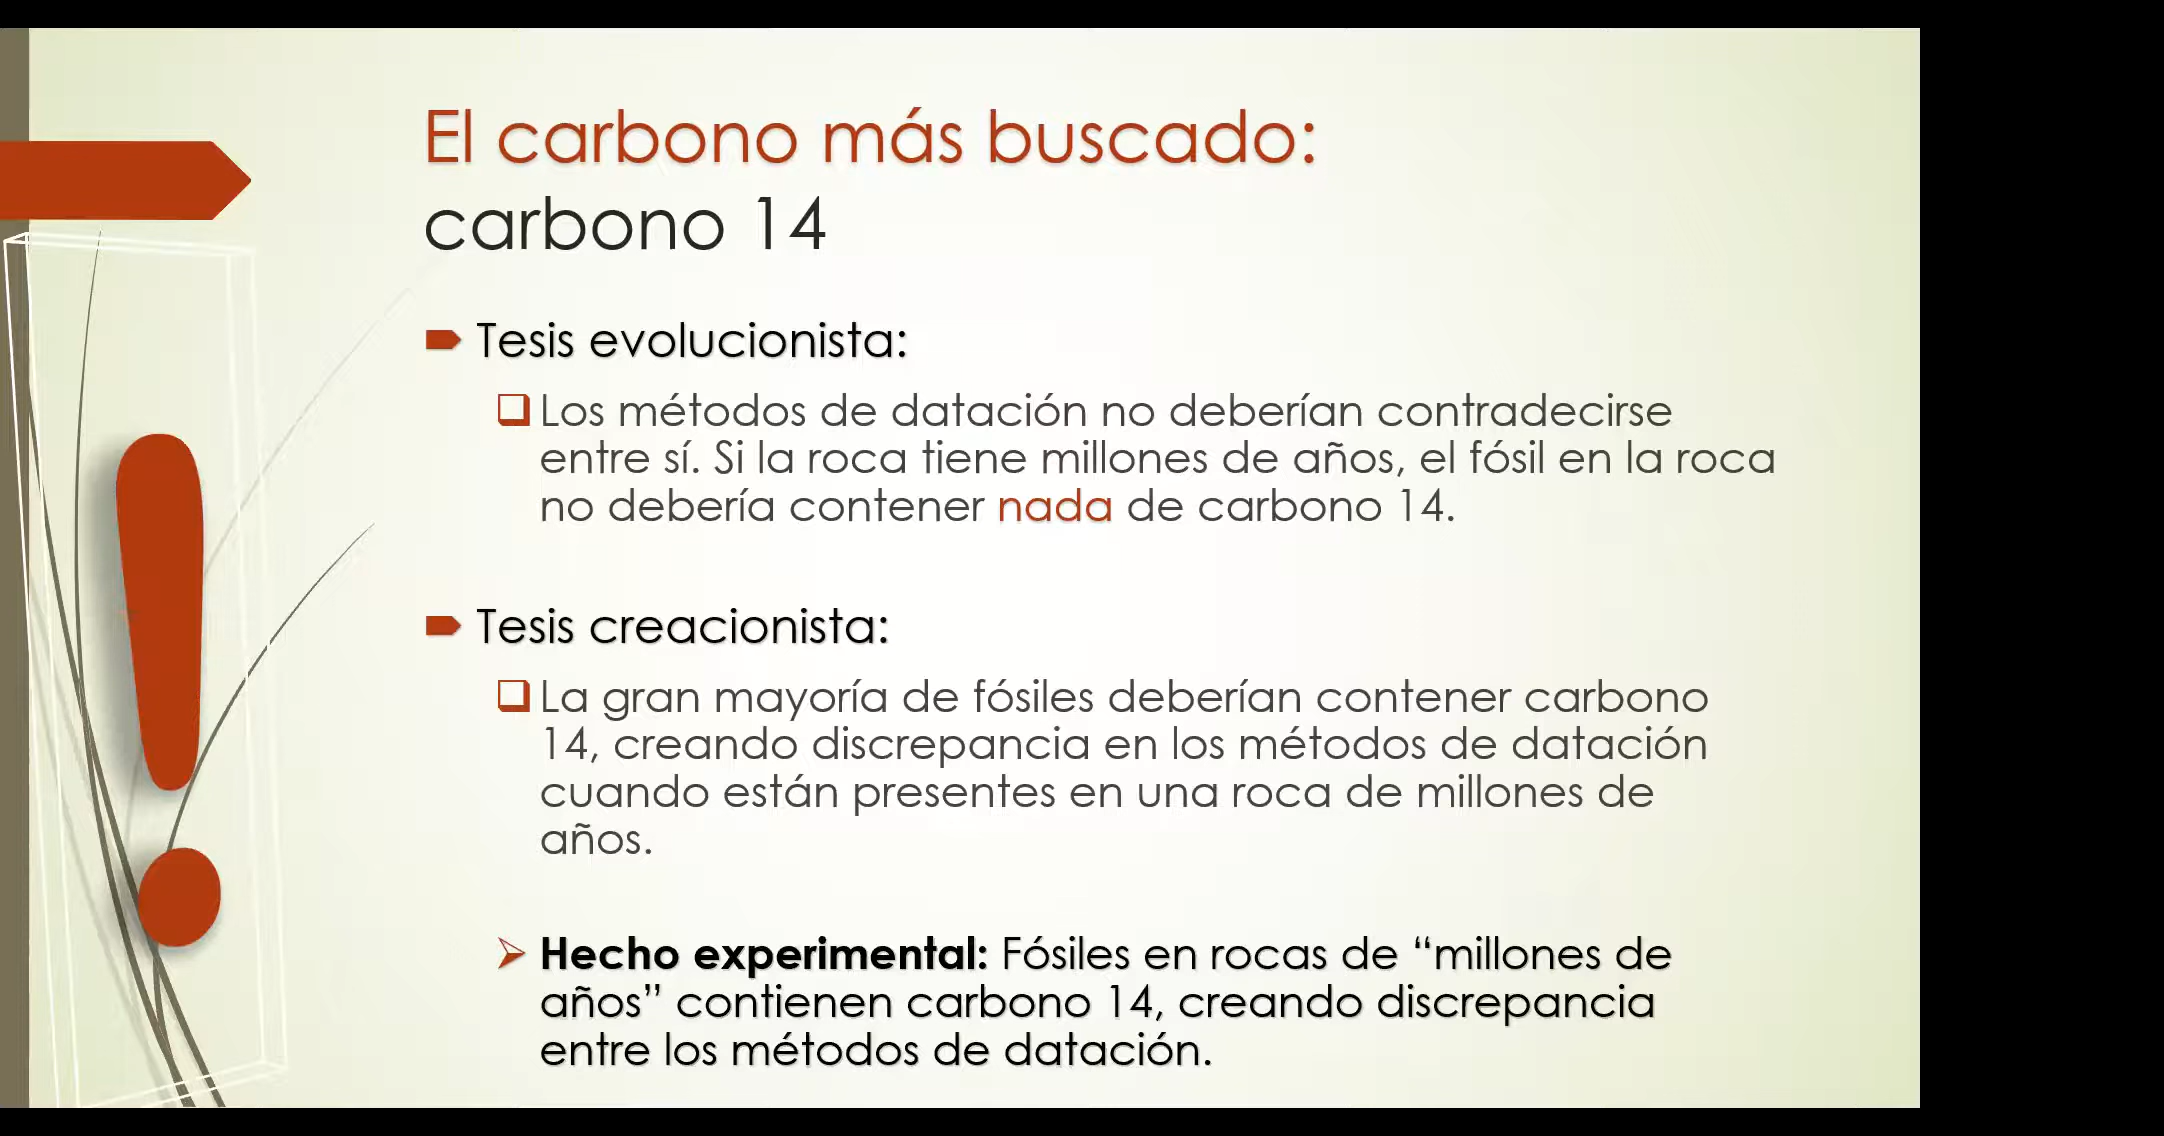 El carbono más buscado:
carbono 14
Tesis evolucionista:
Los métodos de datación no deberían contradecirse
entre sí. Si la roca tiene millones de años, el fósil en la roca
no debería contener nada de carbono 14.
Tesis creacionista:
La gran mayoría de fósiles deberían contener carbono
14, creando discrepancia en los métodos de datación
cuando están presentes en una roca de millones de
años.
Hecho experimental: Fósiles en rocas de “millones de
años” contienen carbono 14, creando discrepancia
entre los métodos de datación.